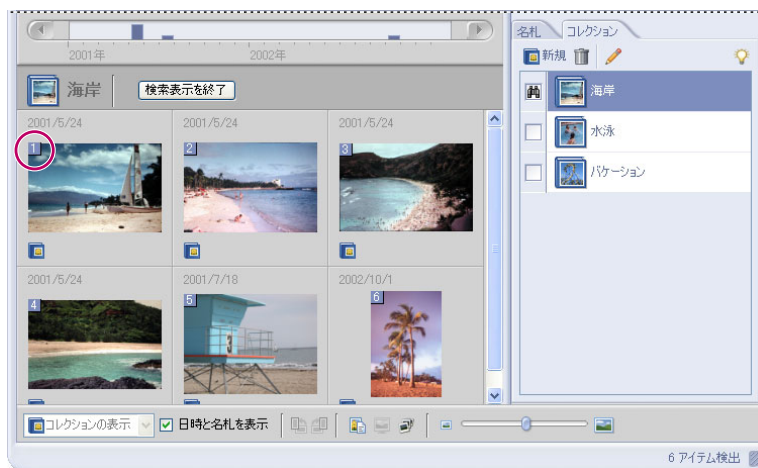 2001年
2002年
海岸
検索表示を終了
2001/5/24
2001/5/24
2001/5/24
1
2
3
2001/5/24
2001/7/18
2002/10/1
4
5
6
3
コレクションの表示
日時と名札を表示
名札
コレクション
新規
海岸
水泳
バケーション
6 アイテム検出